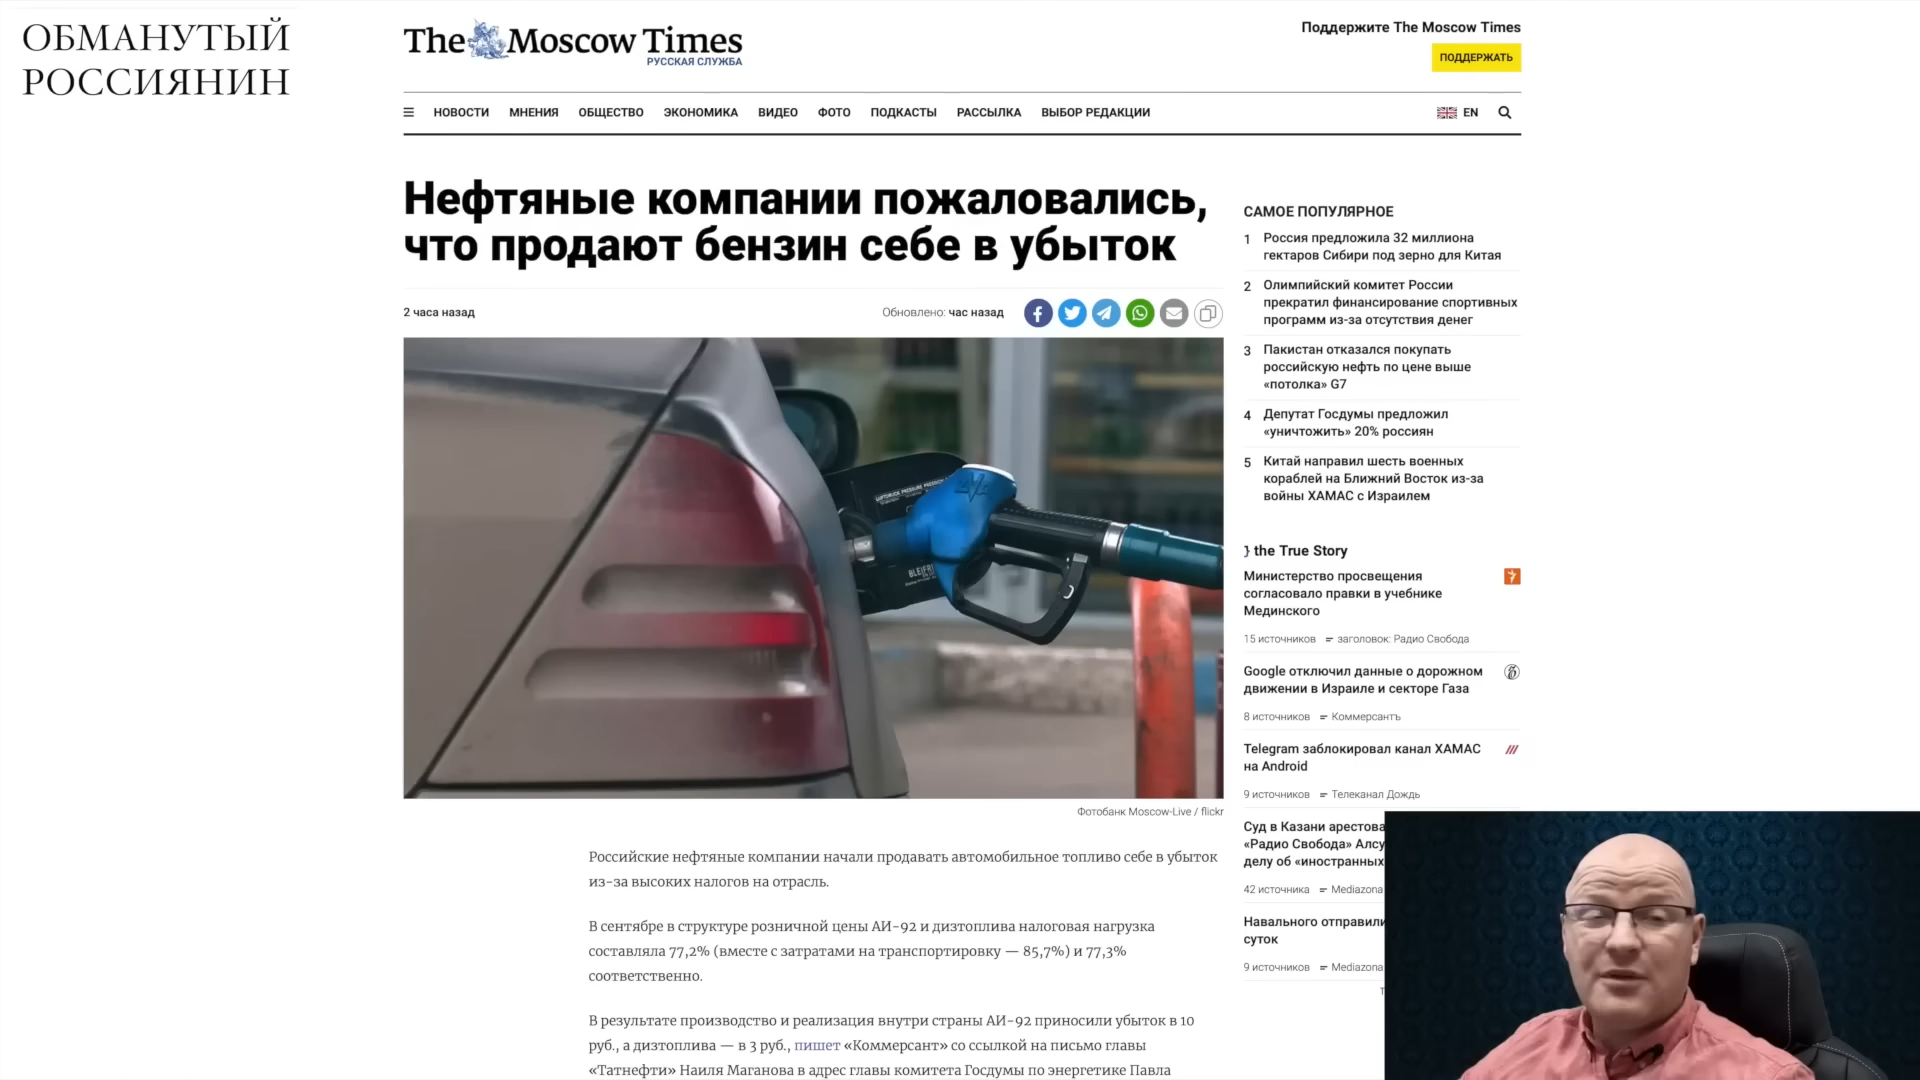 ОБМАНУТЫЙ
РОССИЯНИН
The Moscow Times
РУССКАЯ СЛУЖБА
Поддержите The Moscow Times
ПОДДЕРЖАТЬ
НОВОСТИ МНЕНИЯ ОБЩЕСТВО ЭКОНОМИКА ВИДЕО ФОТО ПОДКАСТЫ РАССЫЛКА ВЫБОР РЕДАКЦИИ EN
Нефтяные компании пожаловались,
что продают бензин себе в убыток
2 часа назад
Обновлено: час назад
BLEIFR
Фотобанк Moscow-Live / flickr
Российские нефтяные компании начали продавать автомобильное топливо себе в убыток
из-за высоких налогов на отрасль.
В сентябре в структуре розничной цены АИ-92 и дизтоплива налоговая нагрузка
составляла 77,2% (вместе с затратами на транспортировку — 85,7%) и 77,3%
соответственно.
В результате производство и реализация внутри страны АИ-92 приносили убыток в 10
руб., а дизтоплива — в 3 руб., пишет «Коммерсант» со ссылкой на письмо главы
«Татнефти» Наиля Маганова в адрес главы комитета Госдумы по энергетике Павла
САМОЕ ПОПУЛЯРНОЕ
1 Россия предложила 32 миллиона
гектаров Сибири под зерно для Китая
2 Олимпийский комитет России
прекратил финансирование спортивных
программ из-за отсутствия денег
3 Пакистан отказался покупать
российскую нефть по цене выше
«потолка» G7
4 Депутат Госдумы предложил
«уничтожить» 20% россиян
5 Китай направил шесть военных
кораблей на Ближний Восток из-за
войны ХАМАС с Израилем
} the True Story
Министерство просвещения
согласовало правки в учебнике
Мединского
15 источников заголовок: Радио Свобода
Google отключил данные о дорожном
движении в Израиле и секторе Газа
8 источников Коммерсантъ
Telegram заблокировал канал ХАМАС
на Android
9 источников Телеканал Дождь
Суд в Казани арестова
«Радио Свобода» Алсу
делу об «иностранных
42 источника Mediazona
Навального отправили
суток
9 источников Mediazona